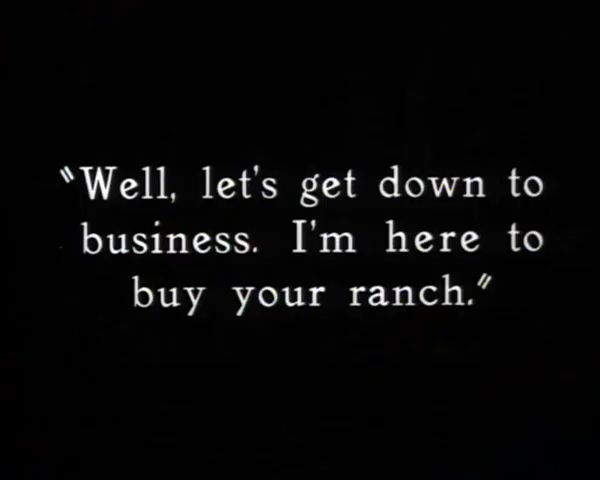 "Well, let's get down to
business. I'm here to
buy your ranch."